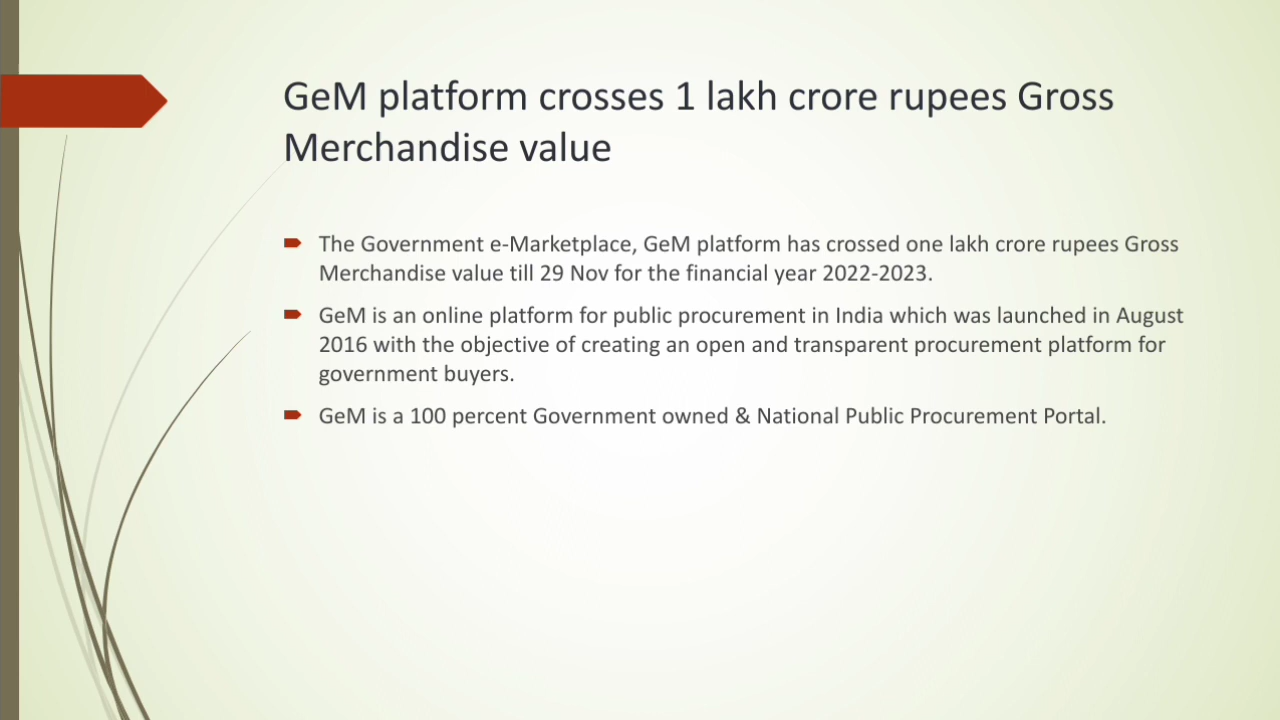 GeM platform crosses 1 lakh crore rupees Gross
Merchandise value
The Government e-Marketplace, GeM platform has crossed one lakh crore rupees Gross
Merchandise value till 29 Nov for the financial year 2022-2023.
GeM is an online platform for public procurement in India which was launched in August
2016 with the objective of creating an open and transparent procurement platform for
government buyers.
GeM is a 100 percent Government owned & National Public Procurement Portal.